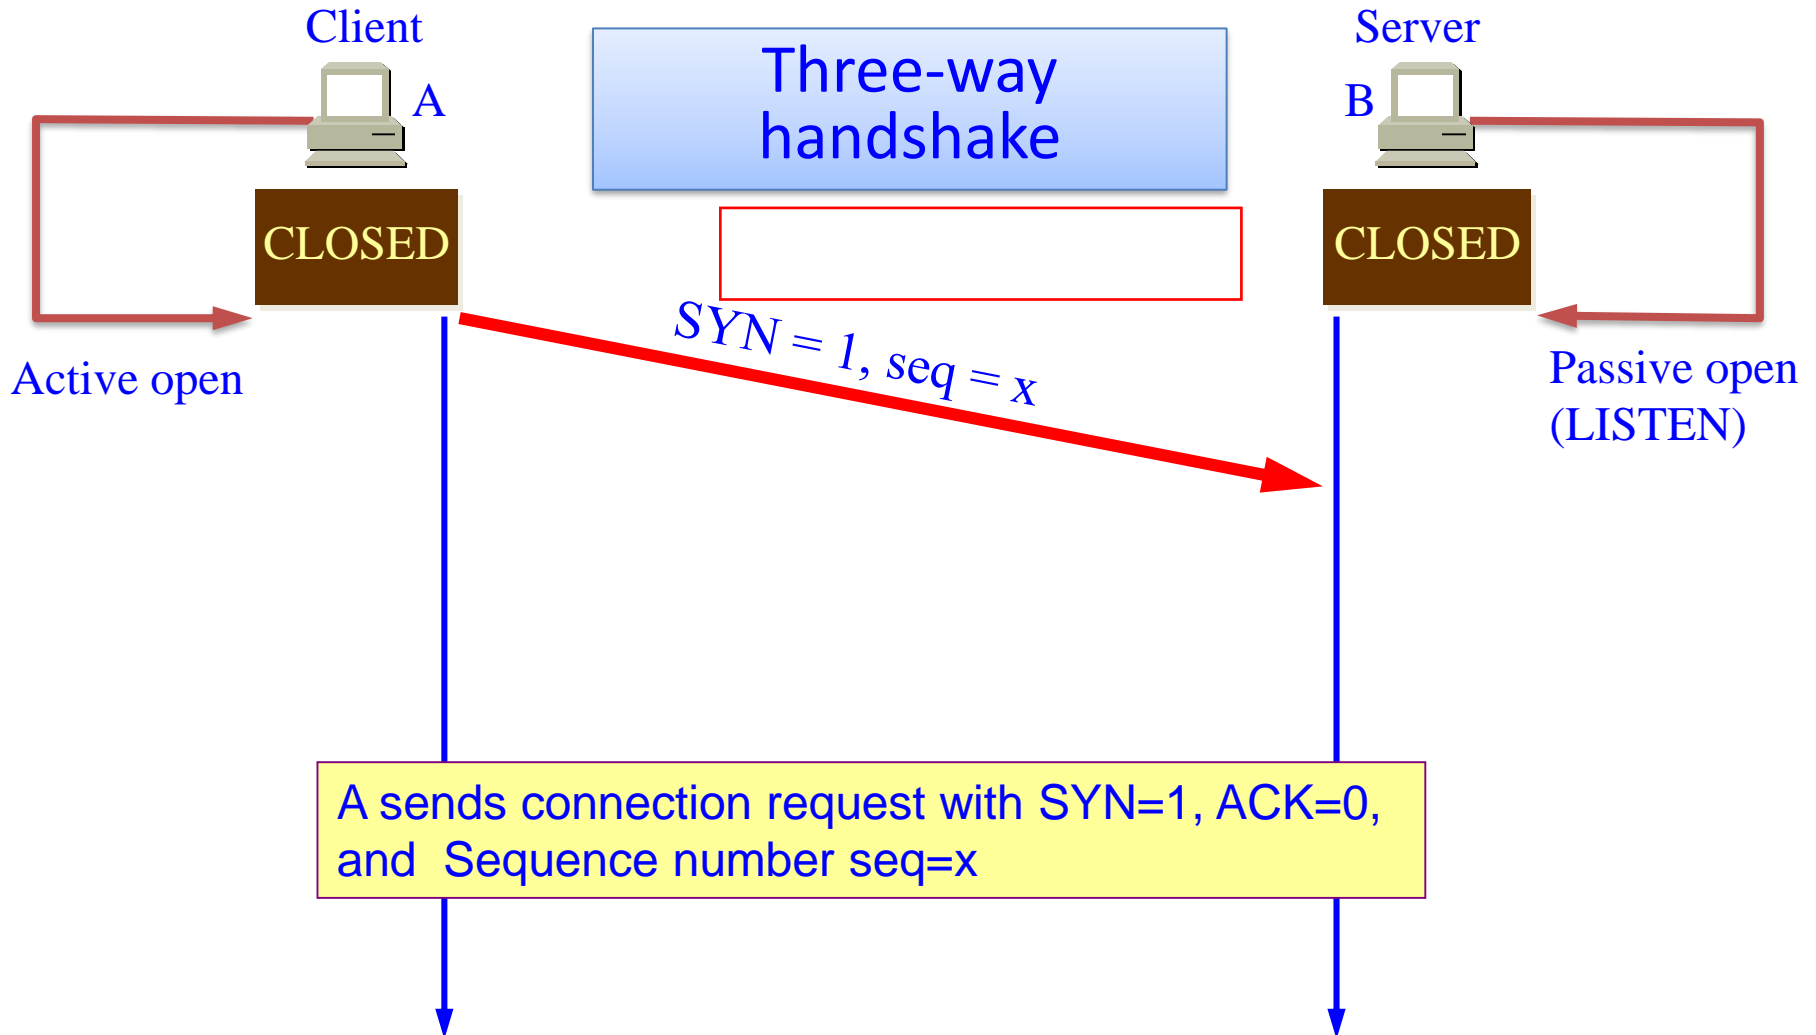 Client
Server
Three-way
handshake
A
B
CLOSED
CLOSED
SYN = 1, seq = x
Active open
Passive open
(LISTEN)
A sends connection request with SYN=1, ACK=0,
and  Sequence number seq=x